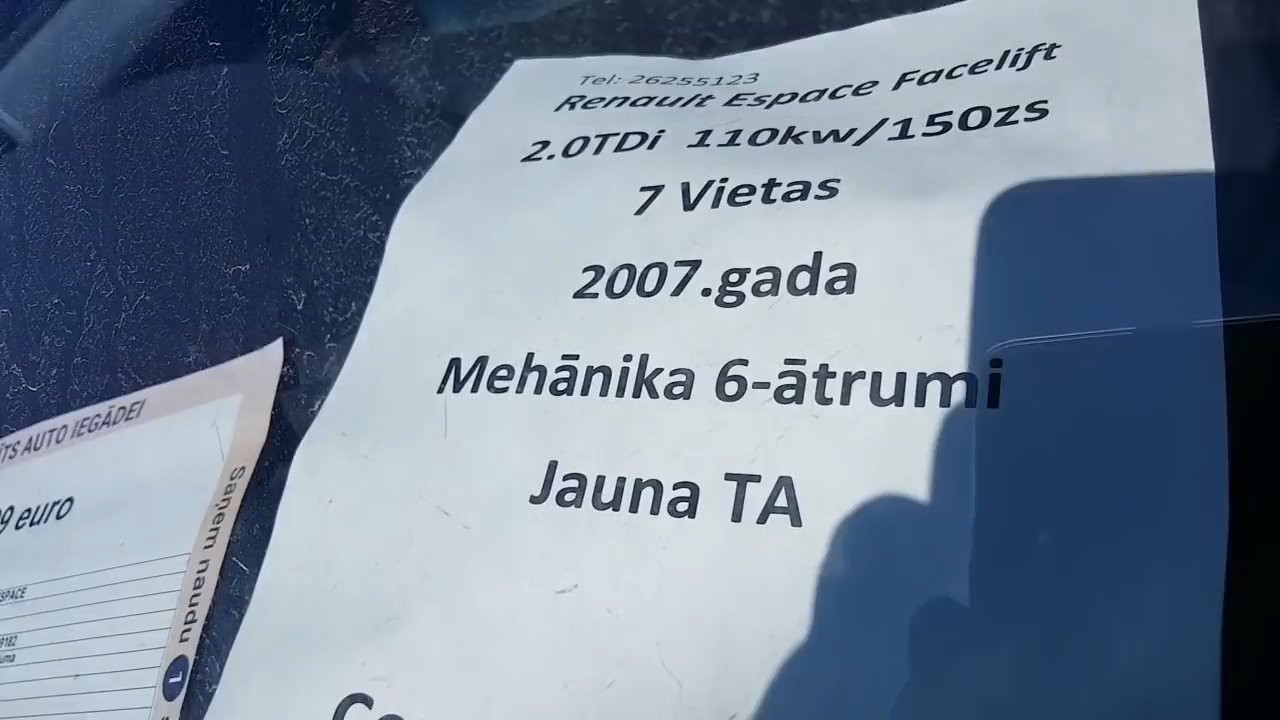 Tel: 26255123
Renault Espace Facelift
2.0TDi 110kw/150zs
7 Vietas
2007.gada
Mehānika 6-ātrumi
Jauna TA
AUTO IEGĀDEI
9 euro
Saņem naudu